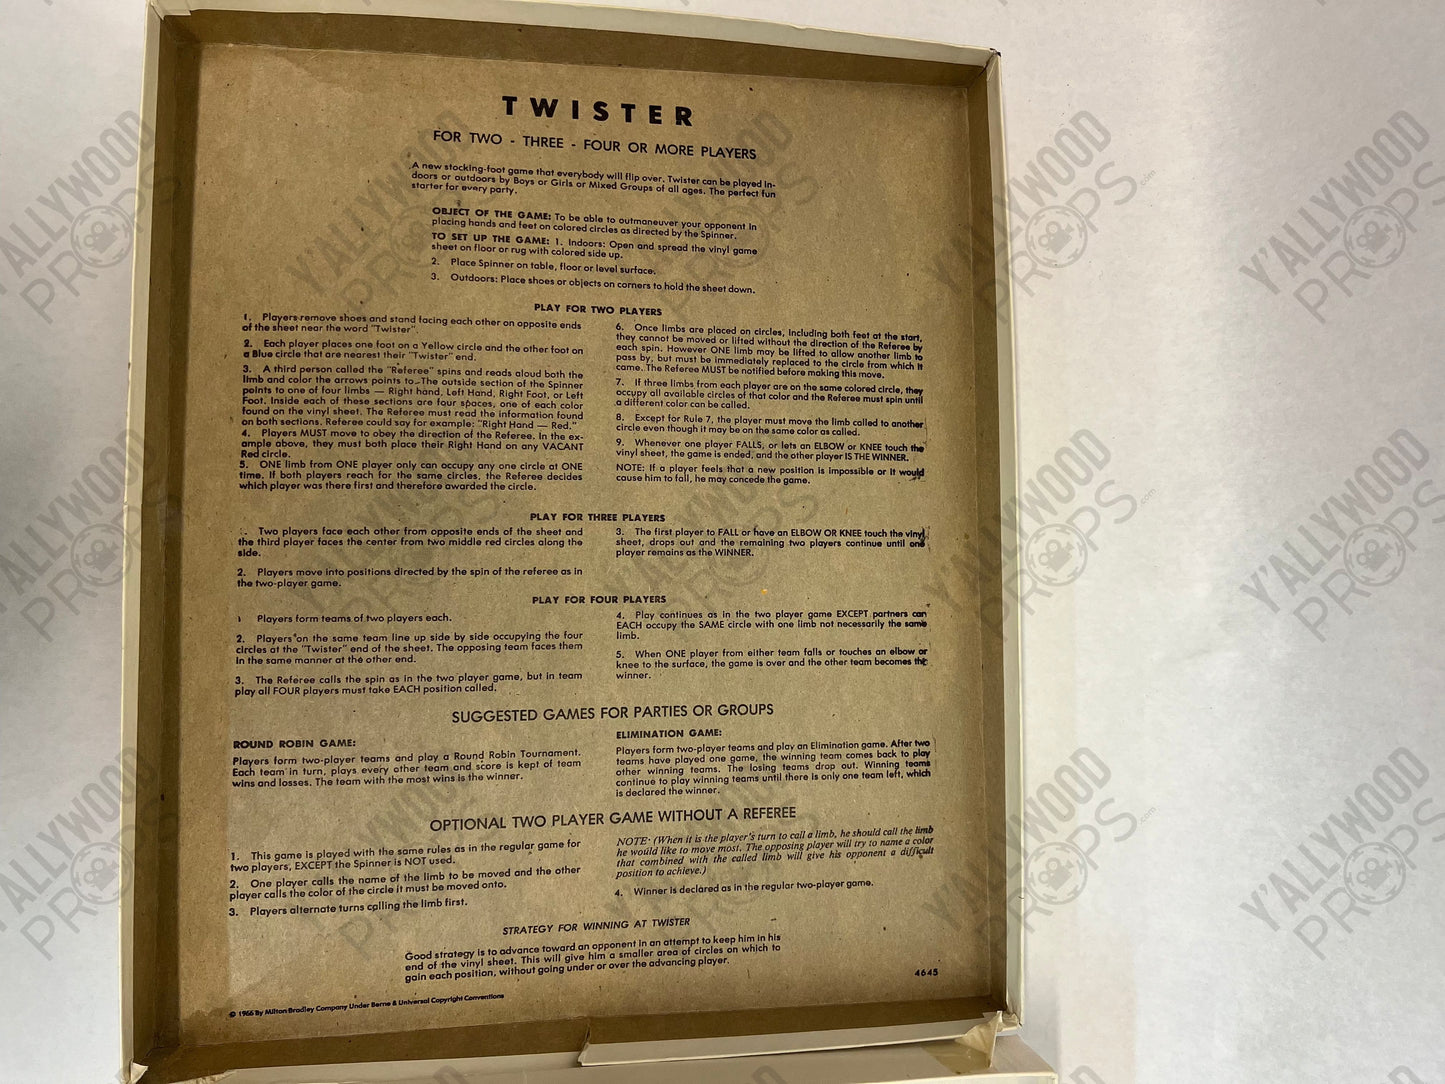 TWISTER
FOR TWO - THREE - FOUR OR MORE PLAYERS
A new stocking-foot game that everybody will flip over. Twister can be played in-
doors or outdoors by Boys or Girls or Mixed Groups of all ages. The perfect fun
starter for every party.
OBJECT OF THE GAME: To be able to outmaneuver your opponent in
placing hands and feet on colored circles as directed by the Spinner.
TO SET UP THE GAME: 1. Indoors: Open and spread the vinyl game
sheet on floor or rug with colored side up.
2. Place Spinner on table, floor or level surface.
3. Outdoors: Place shoes or objects on corners to hold the sheet down.
PLAY FOR TWO PLAYERS
1. Players remove shoes and stand facing each other on opposite ends
of the sheet near the word "Twister".
2. Each player places one foot on a Yellow circle and the other foot on
a Blue circle that are nearest their "Twister" end.
3. A third person called the "Referee" spins and reads aloud both the
limb and color the arrows points to. The outside section of the Spinner
points to one of four limbs — Right hand, Left Hand, Right Foot, or Left
Foot. Inside each of these sections are four spaces, one of each color
found on the vinyl sheet. The Referee must read the information found
on both sections. Referee could say for example: "Right Hand — Red."
4. Players MUST move to obey the direction of the Referee. In the ex-
ample above, they must both place their Right Hand on any VACANT
Red circle.
5. ONE limb from ONE player only can occupy any one circle at ONE
time. If both players reach for the same circles, the Referee decides
which player was there first and therefore awarded the circle.
6. Once limbs are placed on circles, including both feet at the start,
they cannot be moved or lifted without the direction of the Referee by
each spin. However ONE limb may be lifted to allow another limb to
pass by, but must be immediately replaced to the circle from which it
came. The Referee MUST be notified before making this move.
7. If three limbs from each player are on the same colored circle, they
occupy all available circles of that color and the Referee must spin until
a different color can be called.
8. Except for Rule 7, the player must move the limb called to another
circle even though it may be on the same color as called.
9. Whenever one player FALLS, or lets an ELBOW or KNEE touch the
vinyl sheet, the game is ended, and the other player IS THE WINNER.
NOTE: If a player feels that a new position is impossible or it would
cause him to fall, he may concede the game.
PLAY FOR THREE PLAYERS
Two players face each other from opposite ends of the sheet and
the third player faces the center from two middle red circles along the
side.
2. Players move into positions directed by the spin of the referee as in
the two-player game.
3. The first player to FALL or have an ELBOW OR KNEE touch the vinyl
sheet, drops out and the remaining two players continue until one
player remains as the WINNER.
PLAY FOR FOUR PLAYERS
1 Players form teams of two players each.
2. Players on the same team line up side by side occupying the four
circles at the "Twister" end of the sheet. The opposing team faces them
in the same manner at the other end.
3. The Referee calls the spin as in the two player game, but in team
play all FOUR players must take EACH position called.
4. Play continues as in the two player game EXCEPT partners can
EACH occupy the SAME circle with one limb not necessarily the same
limb.
5. When ONE player from either team falls or touches an elbow or
knee to the surface, the game is over and the other team becomes the
winner.
SUGGESTED GAMES FOR PARTIES OR GROUPS
ROUND ROBIN GAME:
Players form two-player teams and play a Round Robin Tournament.
Each team in turn, plays every other team and score is kept of team
wins and losses. The team with the most wins is the winner.
ELIMINATION GAME:
Players form two-player teams and play an Elimination game. After two
teams have played one game, the winning team comes back to play
other winning teams. The losing teams drop out. Winning teams
continue to play winning teams until there is only one team left, which
is declared the winner.
OPTIONAL TWO PLAYER GAME WITHOUT A REFEREE
1. This game is played with the same rules as in the regular game for
two players, EXCEPT the Spinner is NOT used.
2. One player calls the name of the limb to be moved and the other
player calls the color of the circle it must be moved onto.
3. Players alternate turns calling the limb first.
NOTE: (When it is the player's turn to call a limb, he should call the limb
he would like to move most. The opposing player will try to name a color
that combined with the called limb will give his opponent a difficult
position to achieve.)
4. Winner is declared as in the regular two-player game.
STRATEGY FOR WINNING AT TWISTER
Good strategy is to advance toward an opponent in an attempt to keep him in his
end of the vinyl sheet. This will give him a smaller area of circles on which to
gain each position, without going under or over the advancing player.
4645
© 1966 By Milton Bradley Company Under Berne & Universal Copyright Conventions
Y'ALLYWOOD
PROPS.com